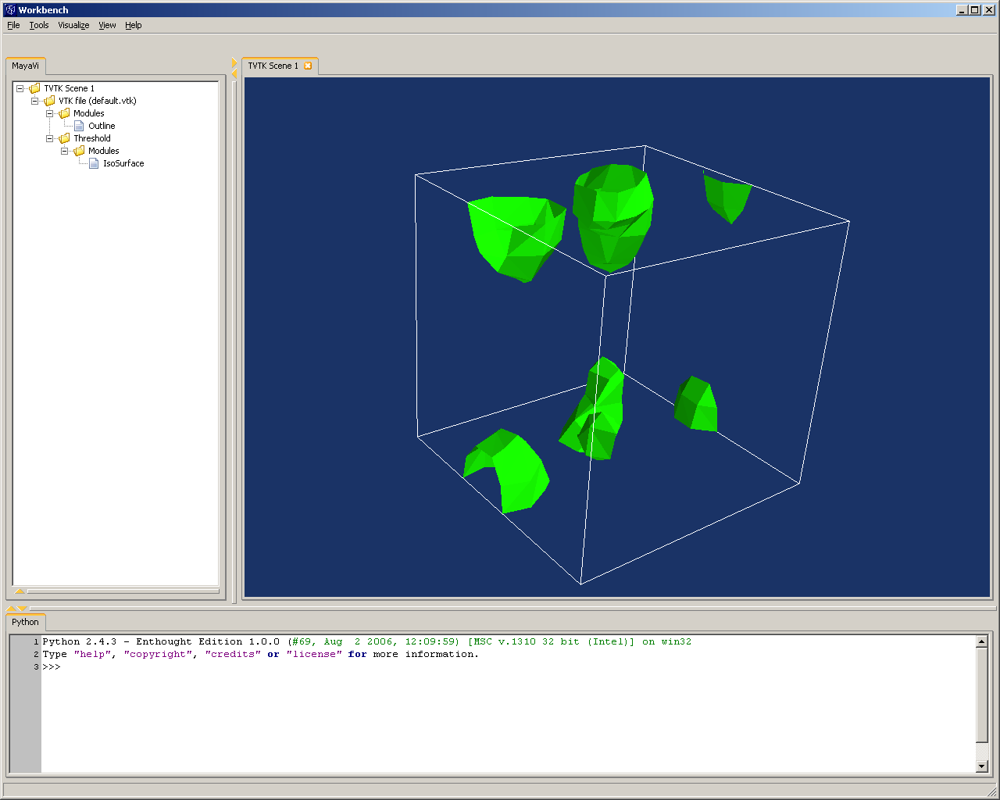 Workbench
File Tools Visualize View Help
MayaVi
TVTK Scene 1
VTK file (default.vtk)
Modules
Outline
Threshold
Modules
IsoSurface
TVTK Scene 1
Python
1 Python 2.4.3 - Enthought Edition 1.0.0 (#69, Aug  2 2006, 12:09:59) [MSC v.1310 32 bit (Intel)] on win32
2 Type "help", "copyright", "credits" or "license" for more information.
3 >>>